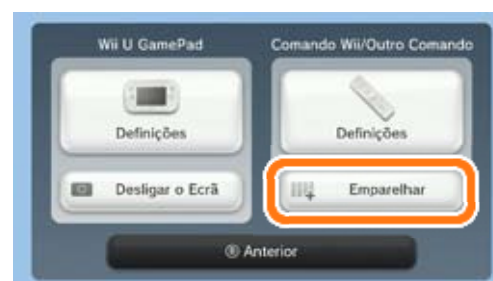 Wii U GamePad
Comando Wii/Outro Comando
Definições
Definições
Desligar o Ecrã
Emparelhar
Ⓑ Anterior